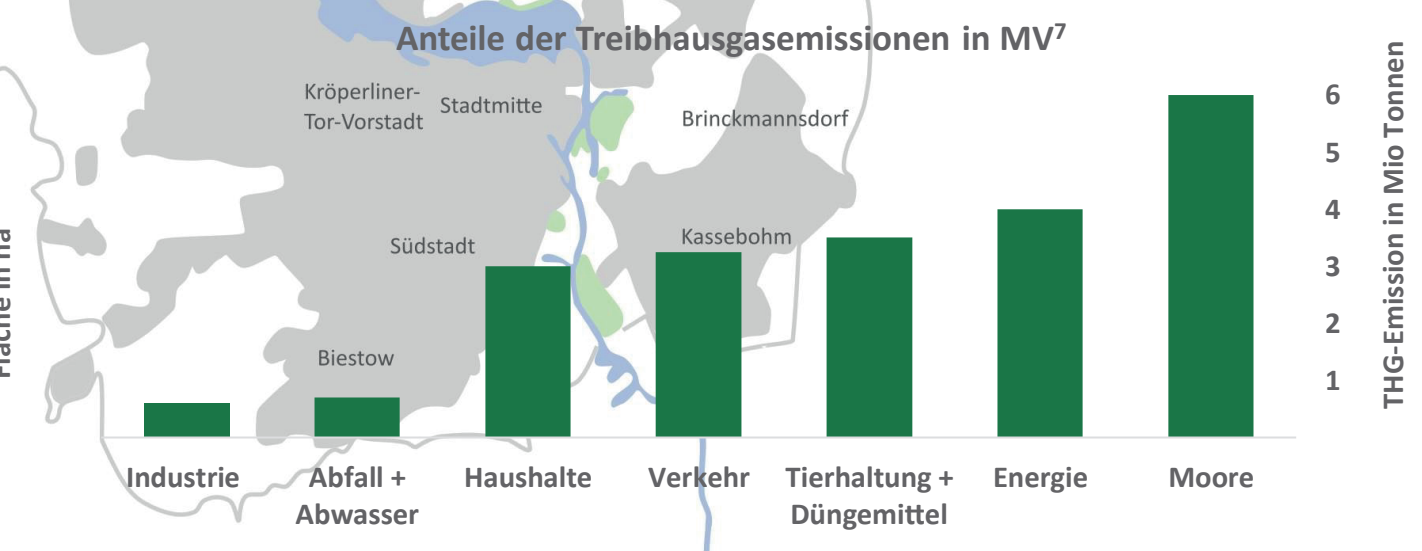 Anteile der Treibhausgasemissionen in MV⁷
Kröperliner-
Tor-Vorstadt
Stadtmitte
Brinckmannsdorf
Südstadt
Kassebohm
Biestow
6
5
4
3
2
1
THG-Emission in Mio Tonnen
Industrie
Abfall +
Abwasser
Haushalte
Verkehr
Tierhaltung +
Düngemittel
Energie
Moore